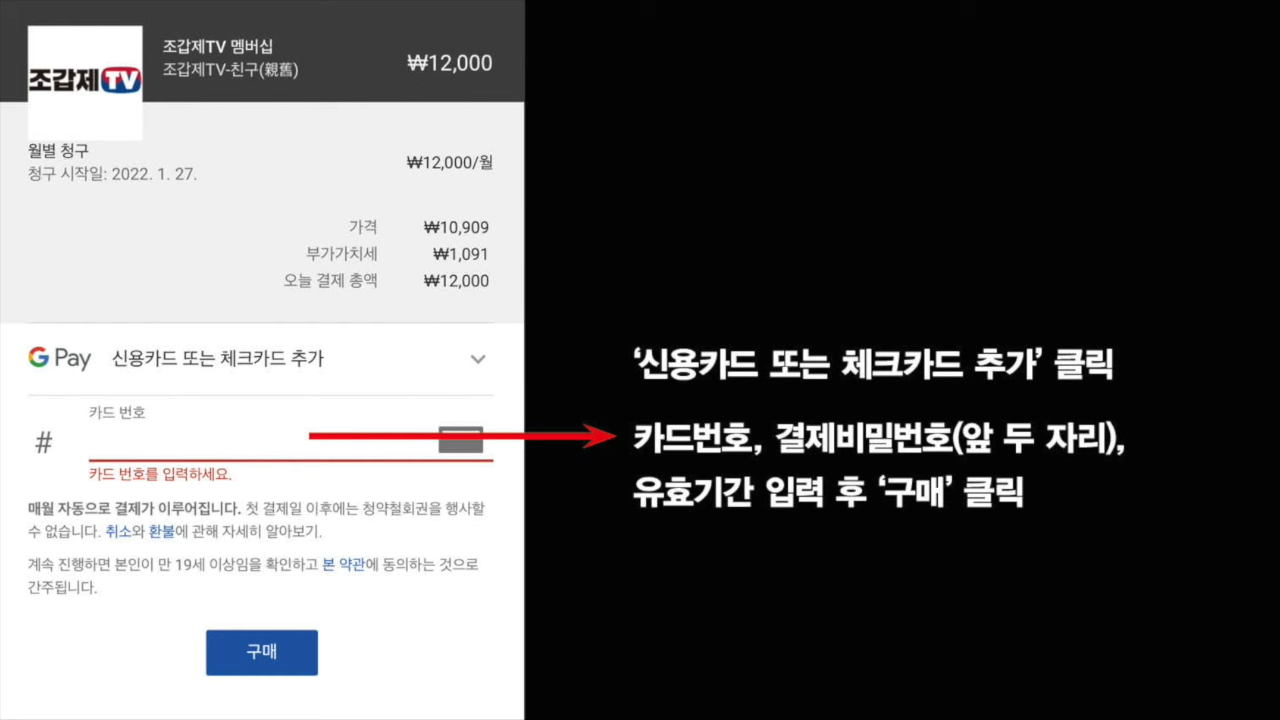 조갑제TV
조갑제TV 멤버십
조갑제TV-친구(親舊)
₩12,000
월별 청구
청구 시작일: 2022. 1. 27.
₩12,000/월
가격 ₩10,909
부가가치세 ₩1,091
오늘 결제 총액 ₩12,000
G Pay 신용카드 또는 체크카드 추가
카드 번호
#
카드 번호를 입력하세요.
매월 자동으로 결제가 이루어집니다. 첫 결제일 이후에는 청약철회권을 행사할
수 없습니다. 취소와 환불에 관해 자세히 알아보기.
계속 진행하면 본인이 만 19세 이상임을 확인하고 본 약관에 동의하는 것으로
간주됩니다.
구매
‘신용카드 또는 체크카드 추가’ 클릭
카드번호, 결제비밀번호(앞 두 자리),
유효기간 입력 후 ‘구매’ 클릭